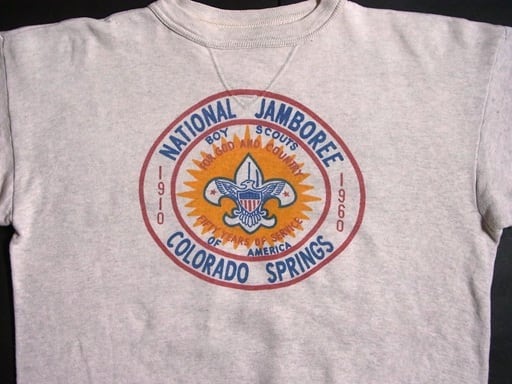 NATIONAL JAMBOREE
BOY SCOUTS
FOR GOD AND COUNTRY
1910
1960
FIFTY YEARS OF SERVICE
OF AMERICA
COLORADO SPRINGS